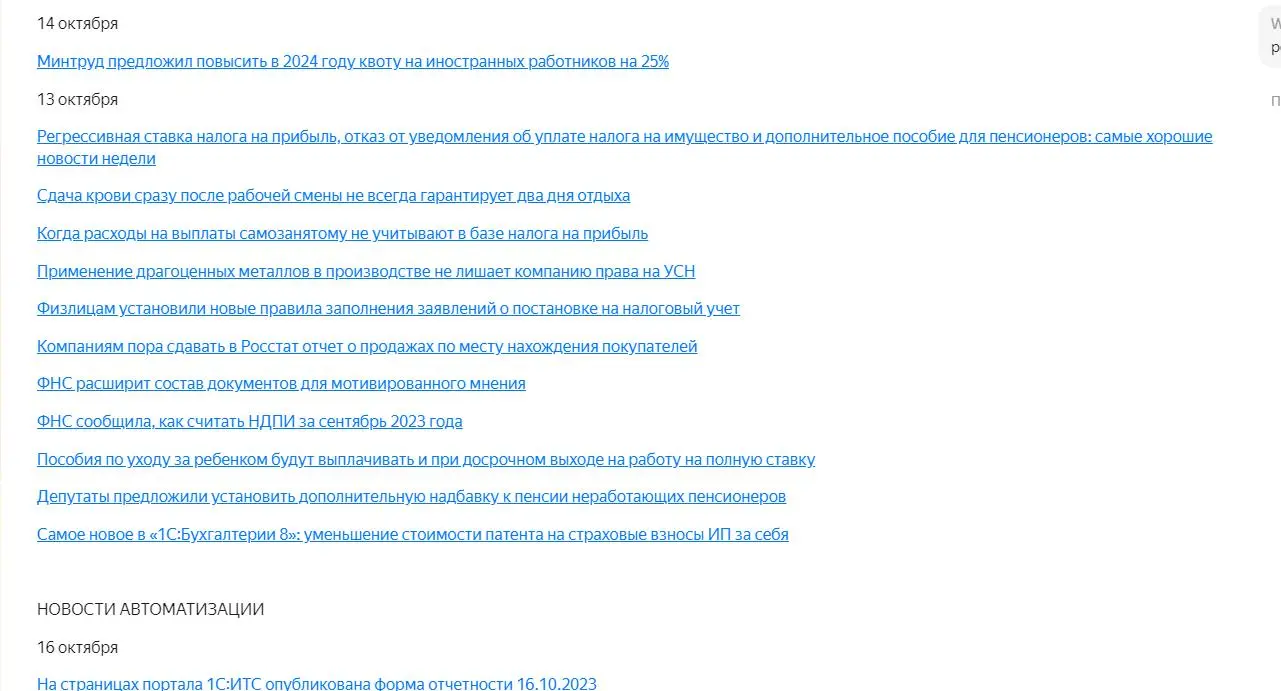 14 октября
Минтруд предложил повысить в 2024 году квоту на иностранных работников на 25%
13 октября
Регрессивная ставка налога на прибыль, отказ от уведомления об уплате налога на имущество и дополнительное пособие для пенсионеров: самые хорошие
новости недели
Сдача крови сразу после рабочей смены не всегда гарантирует два дня отдыха
Когда расходы на выплаты самозанятому не учитывают в базе налога на прибыль
Применение драгоценных металлов в производстве не лишает компанию права на УСН
Физлицам установили новые правила заполнения заявлений о постановке на налоговый учет
Компаниям пора сдавать в Росстат отчет о продажах по месту нахождения покупателей
ФНС расширит состав документов для мотивированного мнения
ФНС сообщила, как считать НДПИ за сентябрь 2023 года
Пособия по уходу за ребенком будут выплачивать и при досрочном выходе на работу на полную ставку
Депутаты предложили установить дополнительную надбавку к пенсии неработающих пенсионеров
Самое новое в «1С:Бухгалтерии 8»: уменьшение стоимости патента на страховые взносы ИП за себя
НОВОСТИ АВТОМАТИЗАЦИИ
16 октября
На страницах портала 1С:ИТС опубликована форма отчетности 16.10.2023